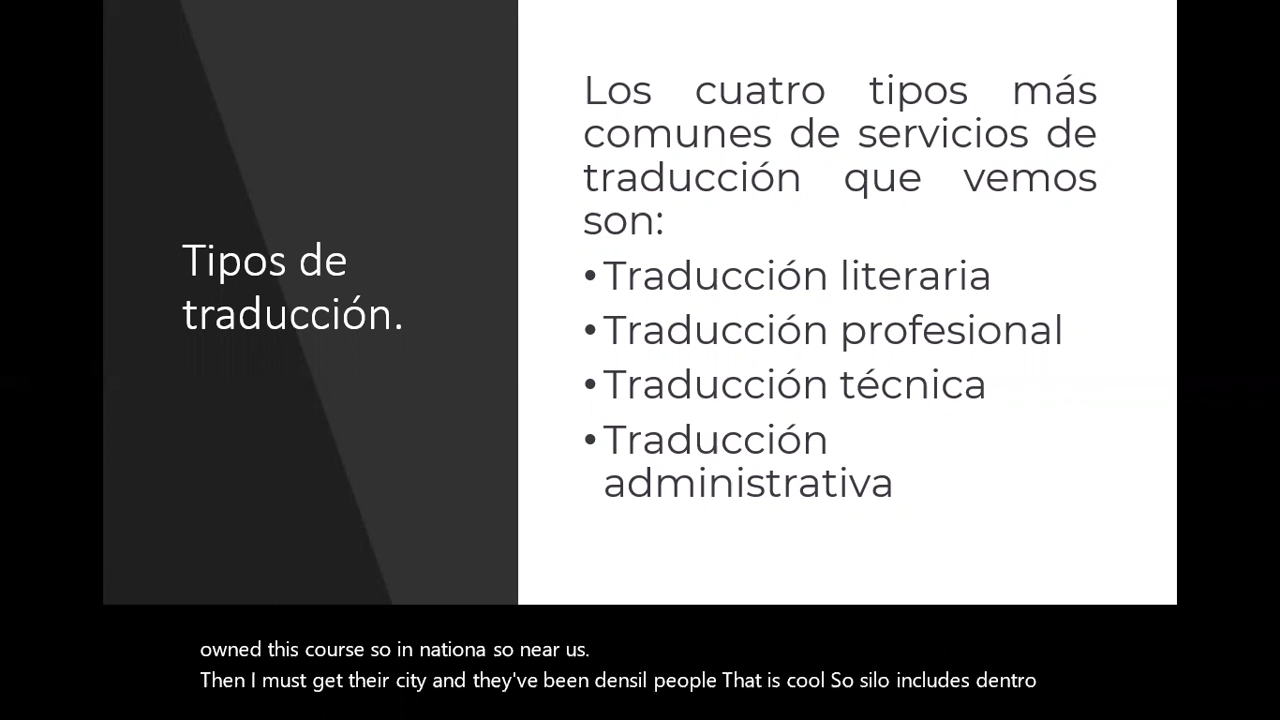 Tipos de
traducción.
Los cuatro tipos más
comunes de servicios de
traducción que vemos
son:
•Traducción literaria
•Traducción profesional
•Traducción técnica
•Traducción
administrativa
owned this course so in nationa so near us.
Then I must get their city and they've been densil people That is cool So silo includes dentro